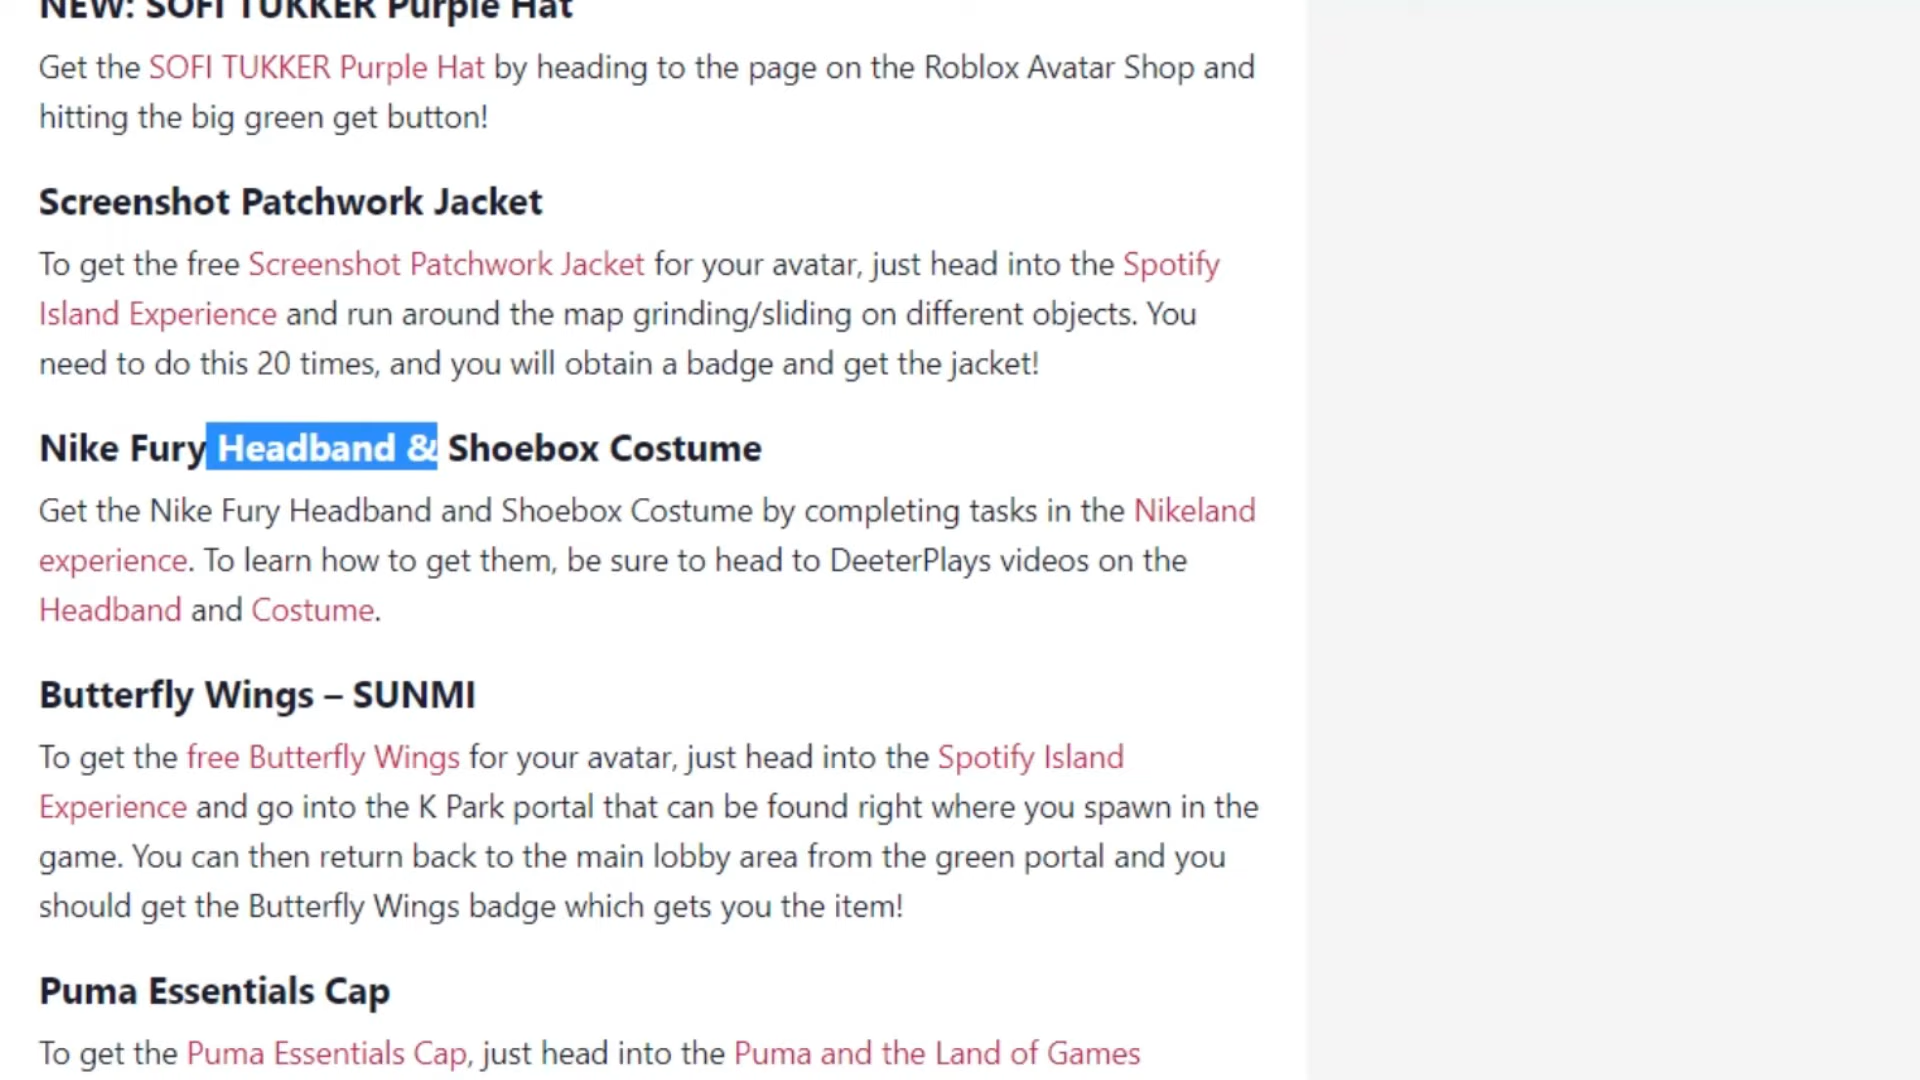 NEW: SOFI TUKKER Purple Hat
Get the SOFI TUKKER Purple Hat by heading to the page on the Roblox Avatar Shop and
hitting the big green get button!
Screenshot Patchwork Jacket
To get the free Screenshot Patchwork Jacket for your avatar, just head into the Spotify
Island Experience and run around the map grinding/sliding on different objects. You
need to do this 20 times, and you will obtain a badge and get the jacket!
Nike Fury Headband & Shoebox Costume
Get the Nike Fury Headband and Shoebox Costume by completing tasks in the Nikeland
experience. To learn how to get them, be sure to head to DeeterPlays videos on the
Headband and Costume.
Butterfly Wings – SUNMI
To get the free Butterfly Wings for your avatar, just head into the Spotify Island
Experience and go into the K Park portal that can be found right where you spawn in the
game. You can then return back to the main lobby area from the green portal and you
should get the Butterfly Wings badge which gets you the item!
Puma Essentials Cap
To get the Puma Essentials Cap, just head into the Puma and the Land of Games